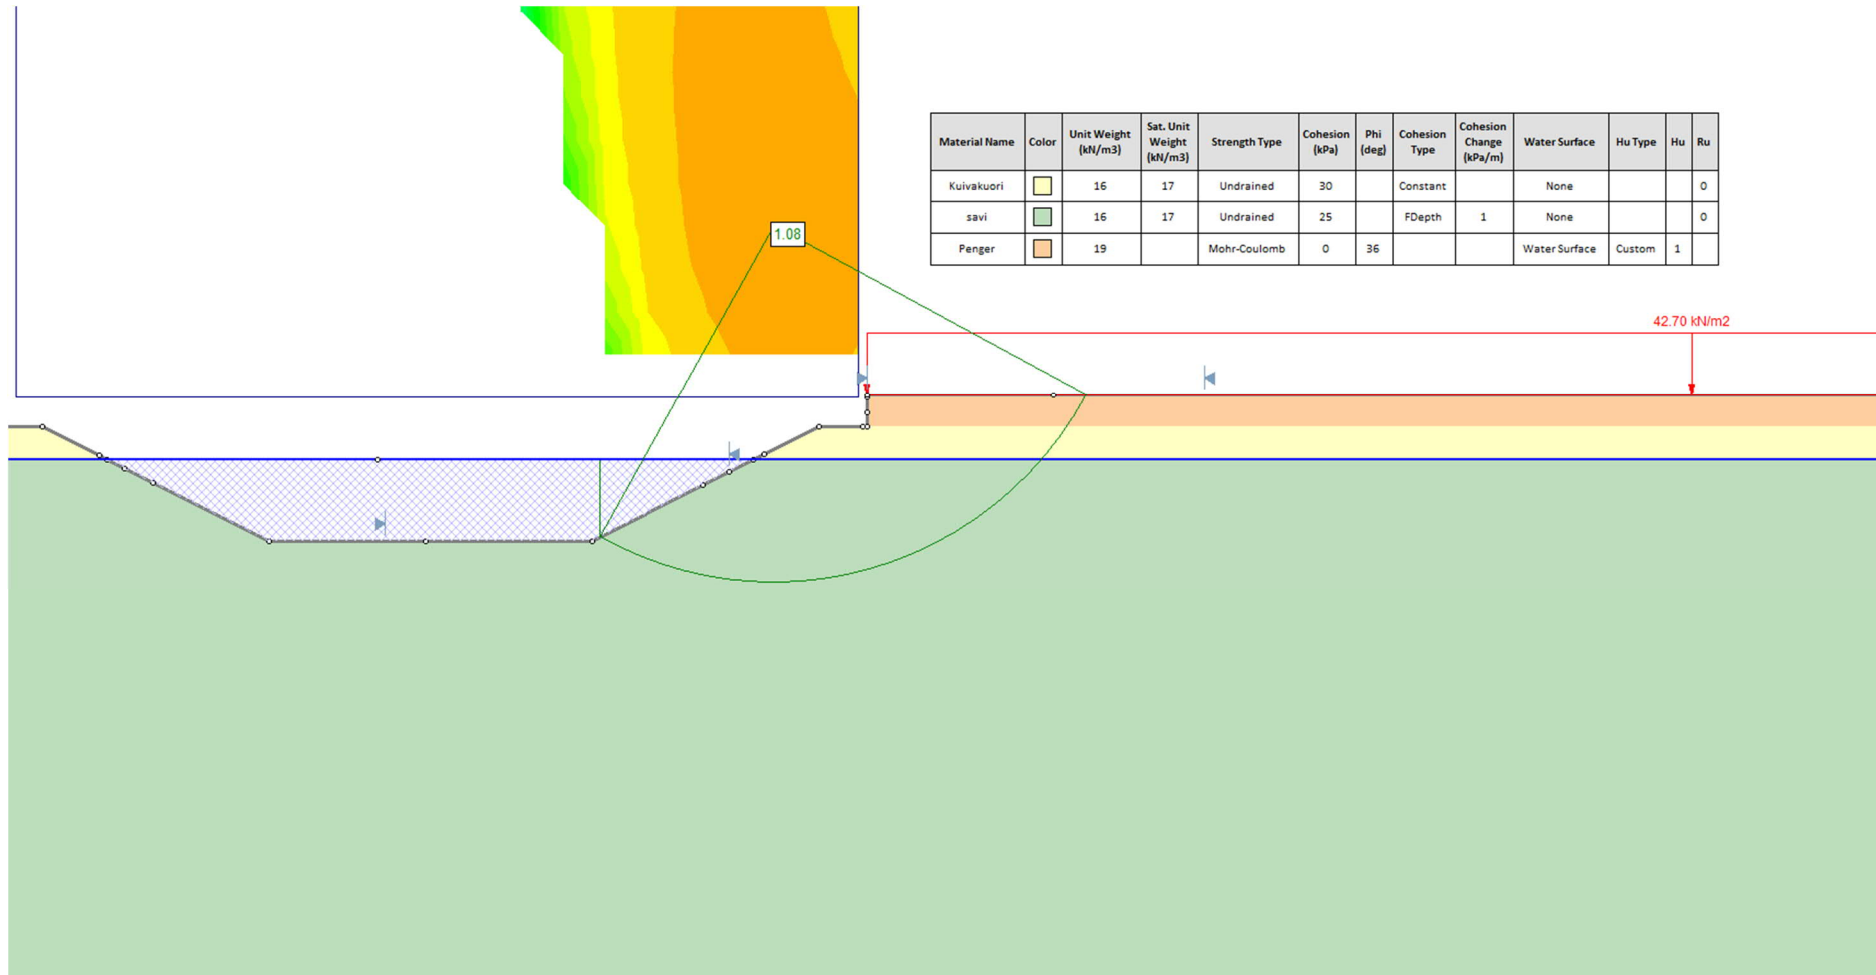 Material Name Color Unit Weight (kN/m3) Sat. Unit Weight (kN/m3) Strength Type Cohesion (kPa) Phi (deg) Cohesion Type Cohesion Change (kPa/m) Water Surface Hu Type Hu Ru
Kuivakuori 16 17 Undrained 30 Constant None 0
savi 16 17 Undrained 25 FDepth 1 None 0
Penger 19 Mohr-Coulomb 0 36 Water Surface Custom 1
1.08
42.70 kN/m2